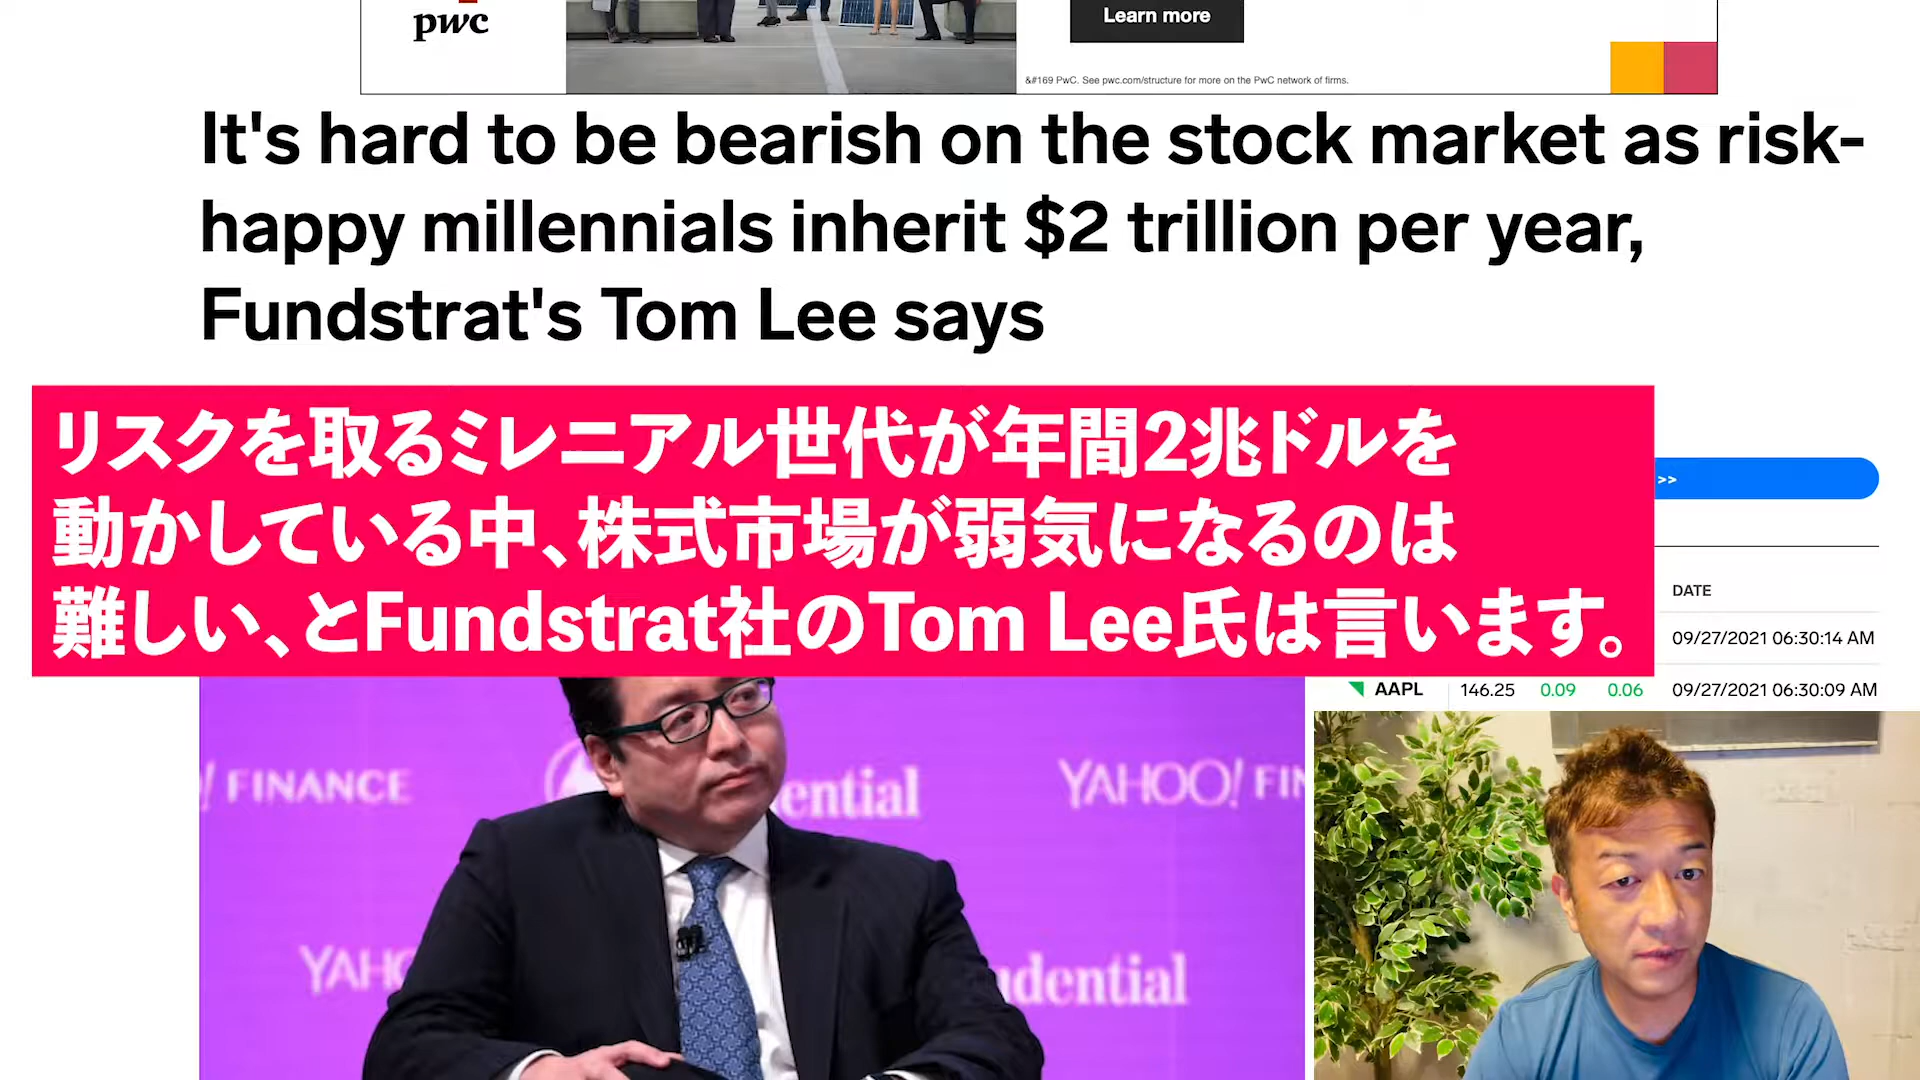 pwc
Learn more
&#169 PwC. See pwc.com/structure for more on the PwC network of firms.
It's hard to be bearish on the stock market as risk-
happy millennials inherit $2 trillion per year,
Fundstrat's Tom Lee says
リスクを取るミレニアル世代が年間2兆ドルを
動かしている中、株式市場が弱気になるのは
難しい、とFundstrat社のTom Lee氏は言います。
>>
DATE
09/27/2021 06:30:14 AM
AAPL 146.25 0.09 0.06 09/27/2021 06:30:09 AM
! FINANCE
ential
YAHOO! FIN
YAHO
udential